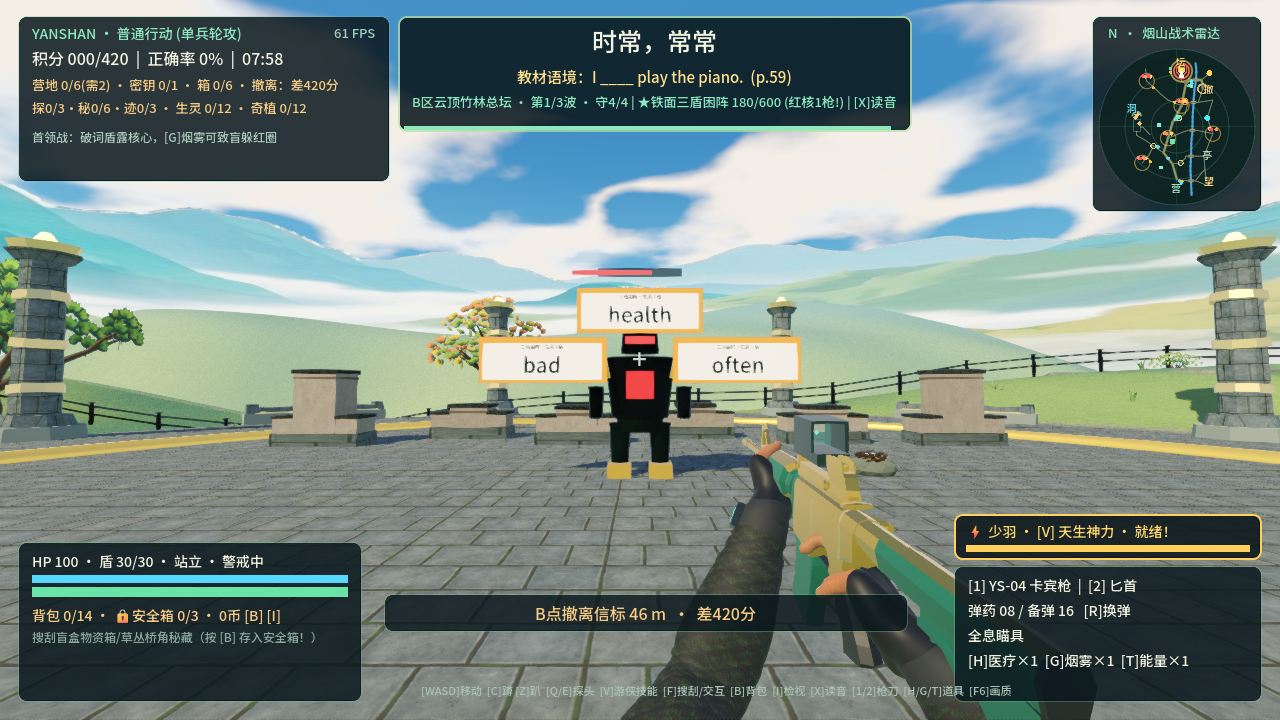 YANSHAN · 普通行动 (单兵轮攻) 61 FPS
积分 000/420 | 正确率 0% | 07:58
营地 0/6(需2) · 密钥 0/1 · 箱 0/6 · 撤离：差420分
探0/3·秘0/6·迹0/3 · 生灵 0/12 · 奇植 0/12
首领战：破词盾露核心，[G]烟雾可致盲躲红圈
时常，常常
教材语境：I ____ play the piano. (p.59)
B区云顶竹林总坛 · 第1/3波 · 守4/4 | ★铁面三盾困阵 180/600 (红核1枪!) | [X]读音
N · 烟山战术雷达
坛
撤
洞
亭
望
营
health
bad
often
HP 100 · 盾 30/30 · 站立 · 警戒中
背包 0/14 · 🔒安全箱 0/3 · 0币 [B] [I]
搜刮盲盒物资箱/草丛桥角秘藏（按 [B] 存入安全箱！）
B点撤离信标 46 m · 差420分
少羽 · [V] 天生神力 · 就绪!
[1] YS-04 卡宾枪 | [2] 匕首
弹药 08 / 备弹 16 [R]换弹
全息瞄具
[H]医疗×1 [G]烟雾×1 [T]能量×1
[WASD]移动 [C]蹲 [Z]趴 [Q/E]探头 [V]游侠技能 [F]搜刮/交互 [B]背包 [I]检视 [X]读音 [1/2]枪刀 [H/G/T]道具 [F6]画质